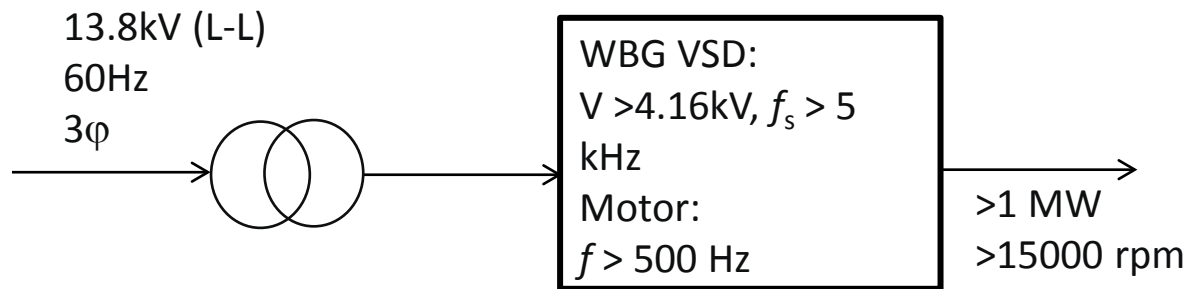 13.8kV (L-L)
60Hz
3φ
WBG VSD:
V >4.16kV, fs > 5
kHz
Motor:
f > 500 Hz
>1 MW
>15000 rpm